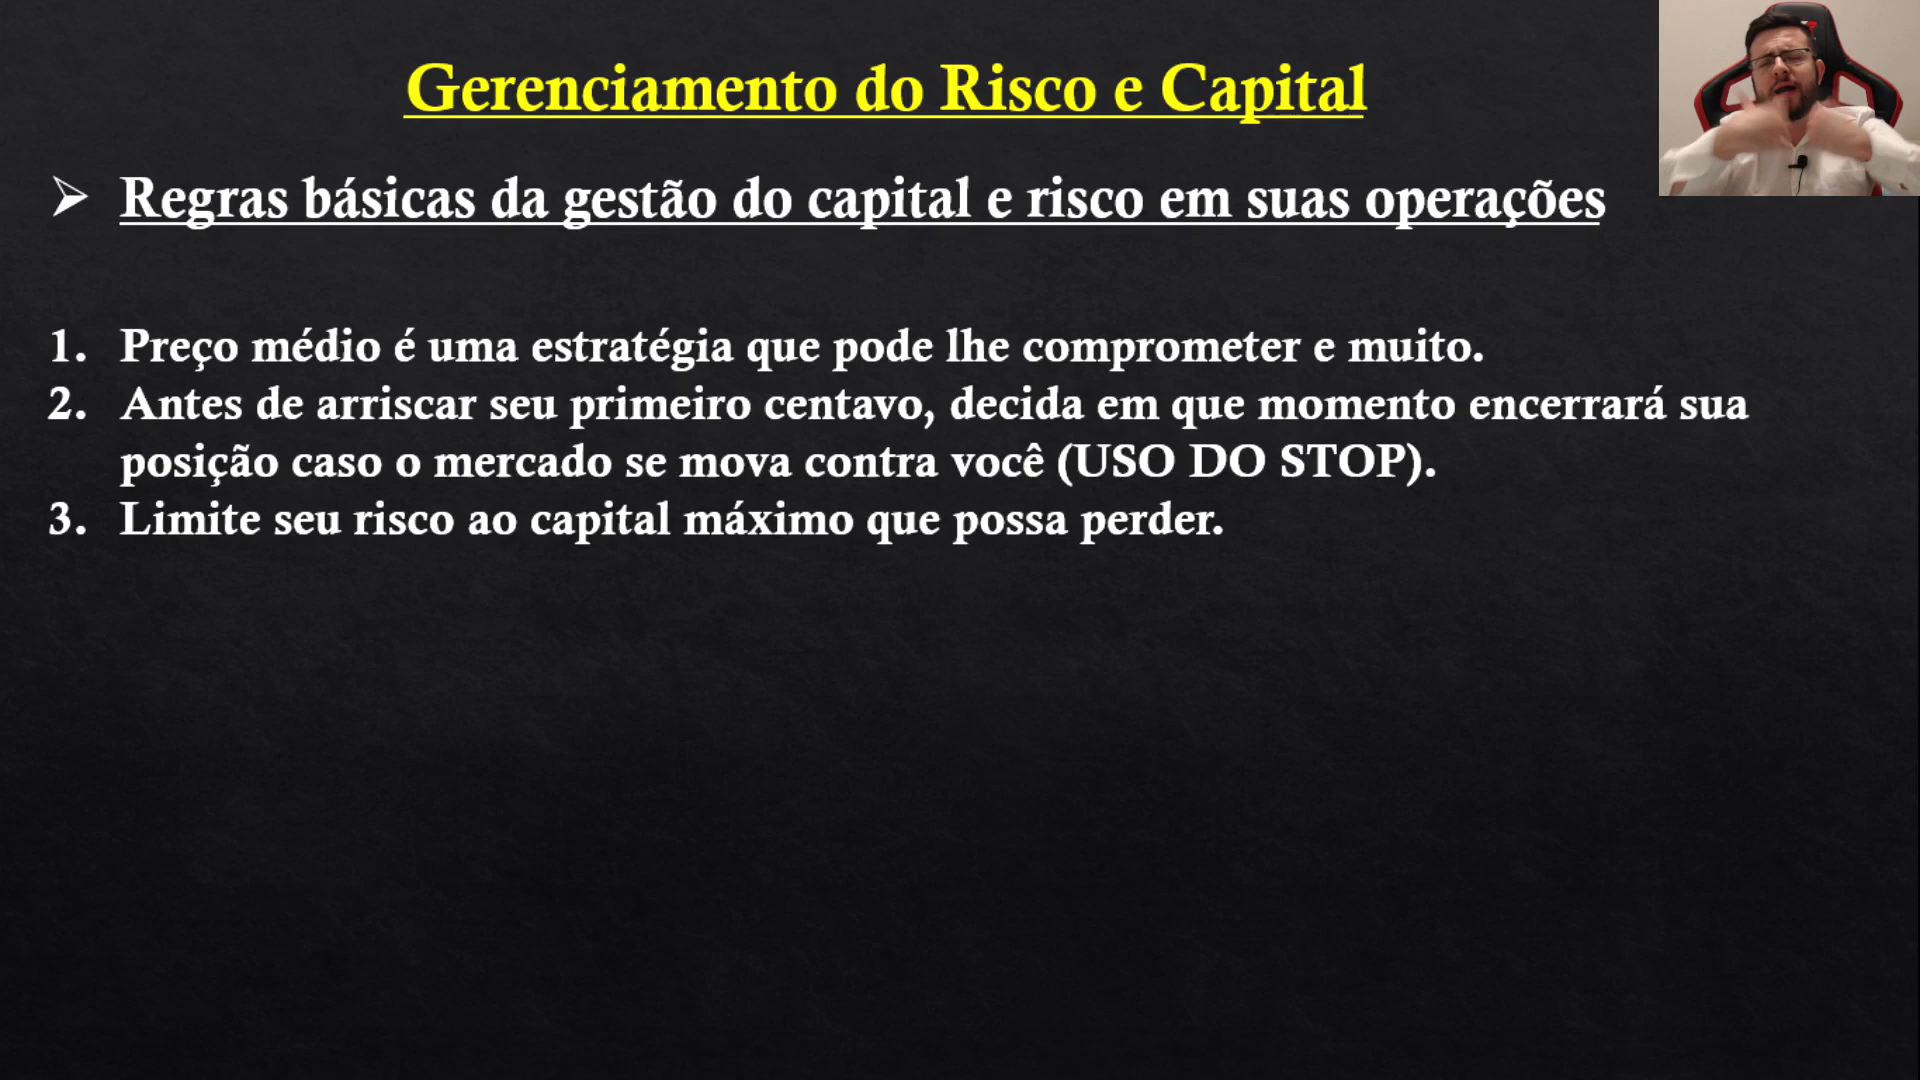 Gerenciamento do Risco e Capital
Regras básicas da gestão do capital e risco em suas operações
1. Preço médio é uma estratégia que pode lhe comprometer e muito.
2. Antes de arriscar seu primeiro centavo, decida em que momento encerrará sua
posição caso o mercado se mova contra você (USO DO STOP).
3. Limite seu risco ao capital máximo que possa perder.